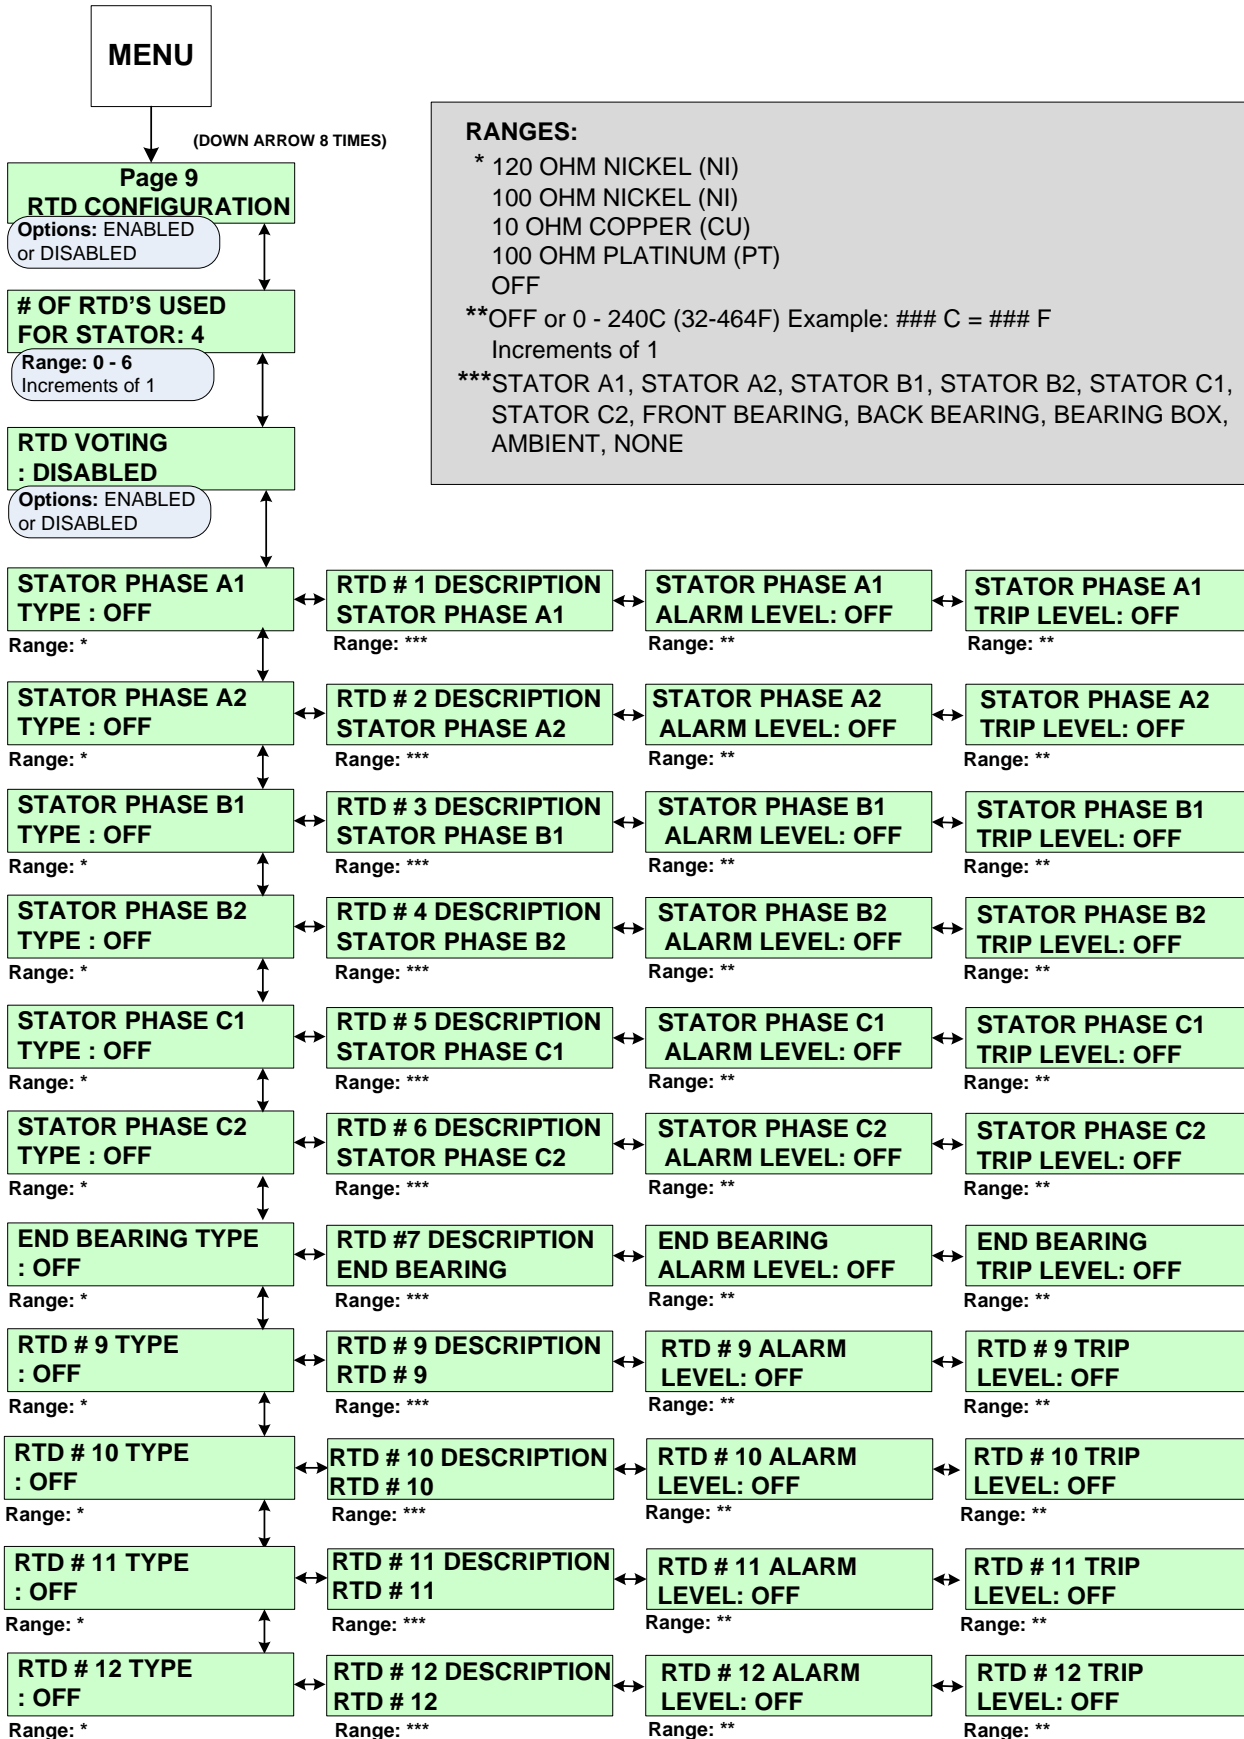 MENU
(DOWN ARROW 8 TIMES)
Page 9
RTD CONFIGURATION
Options: ENABLED
or DISABLED
# OF RTD'S USED
FOR STATOR: 4
Range: 0 - 6
Increments of 1
RTD VOTING
: DISABLED
Options: ENABLED
or DISABLED
RANGES:
* 120 OHM NICKEL (NI)
100 OHM NICKEL (NI)
10 OHM COPPER (CU)
100 OHM PLATINUM (PT)
OFF
**OFF or 0 - 240C (32-464F) Example: ### C = ### F
Increments of 1
***STATOR A1, STATOR A2, STATOR B1, STATOR B2, STATOR C1,
STATOR C2, FRONT BEARING, BACK BEARING, BEARING BOX,
AMBIENT, NONE
STATOR PHASE A1
TYPE : OFF
Range: *
RTD # 1 DESCRIPTION
STATOR PHASE A1
Range: ***
STATOR PHASE A1
ALARM LEVEL: OFF
Range: **
STATOR PHASE A1
TRIP LEVEL: OFF
Range: **
STATOR PHASE A2
TYPE : OFF
Range: *
RTD # 2 DESCRIPTION
STATOR PHASE A2
Range: ***
STATOR PHASE A2
ALARM LEVEL: OFF
Range: **
STATOR PHASE A2
TRIP LEVEL: OFF
Range: **
STATOR PHASE B1
TYPE : OFF
Range: *
RTD # 3 DESCRIPTION
STATOR PHASE B1
Range: ***
STATOR PHASE B1
ALARM LEVEL: OFF
Range: **
STATOR PHASE B1
TRIP LEVEL: OFF
Range: **
STATOR PHASE B2
TYPE : OFF
Range: *
RTD # 4 DESCRIPTION
STATOR PHASE B2
Range: ***
STATOR PHASE B2
ALARM LEVEL: OFF
Range: **
STATOR PHASE B2
TRIP LEVEL: OFF
Range: **
STATOR PHASE C1
TYPE : OFF
Range: *
RTD # 5 DESCRIPTION
STATOR PHASE C1
Range: ***
STATOR PHASE C1
ALARM LEVEL: OFF
Range: **
STATOR PHASE C1
TRIP LEVEL: OFF
Range: **
STATOR PHASE C2
TYPE : OFF
Range: *
RTD # 6 DESCRIPTION
STATOR PHASE C2
Range: ***
STATOR PHASE C2
ALARM LEVEL: OFF
Range: **
STATOR PHASE C2
TRIP LEVEL: OFF
Range: **
END BEARING TYPE
: OFF
Range: *
RTD #7 DESCRIPTION
END BEARING
Range: ***
END BEARING
ALARM LEVEL: OFF
Range: **
END BEARING
TRIP LEVEL: OFF
Range: **
RTD # 9 TYPE
: OFF
Range: *
RTD # 9 DESCRIPTION
RTD # 9
Range: ***
RTD # 9 ALARM
LEVEL: OFF
Range: **
RTD # 9 TRIP
LEVEL: OFF
Range: **
RTD # 10 TYPE
: OFF
Range: *
RTD # 10 DESCRIPTION
RTD # 10
Range: ***
RTD # 10 ALARM
LEVEL: OFF
Range: **
RTD # 10 TRIP
LEVEL: OFF
Range: **
RTD # 11 TYPE
: OFF
Range: *
RTD # 11 DESCRIPTION
RTD # 11
Range: ***
RTD # 11 ALARM
LEVEL: OFF
Range: **
RTD # 11 TRIP
LEVEL: OFF
Range: **
RTD # 12 TYPE
: OFF
Range: *
RTD # 12 DESCRIPTION
RTD # 12
Range: ***
RTD # 12 ALARM
LEVEL: OFF
Range: **
RTD # 12 TRIP
LEVEL: OFF
Range: **